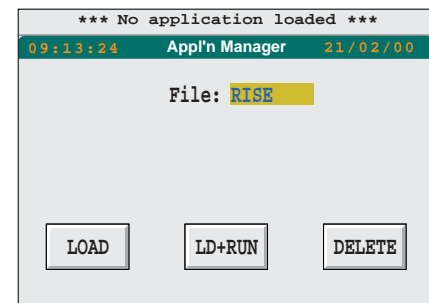 *** No application loaded ***
09:13:24 Appl'n Manager 21/02/00
File: RISE
LOAD LD+RUN DELETE